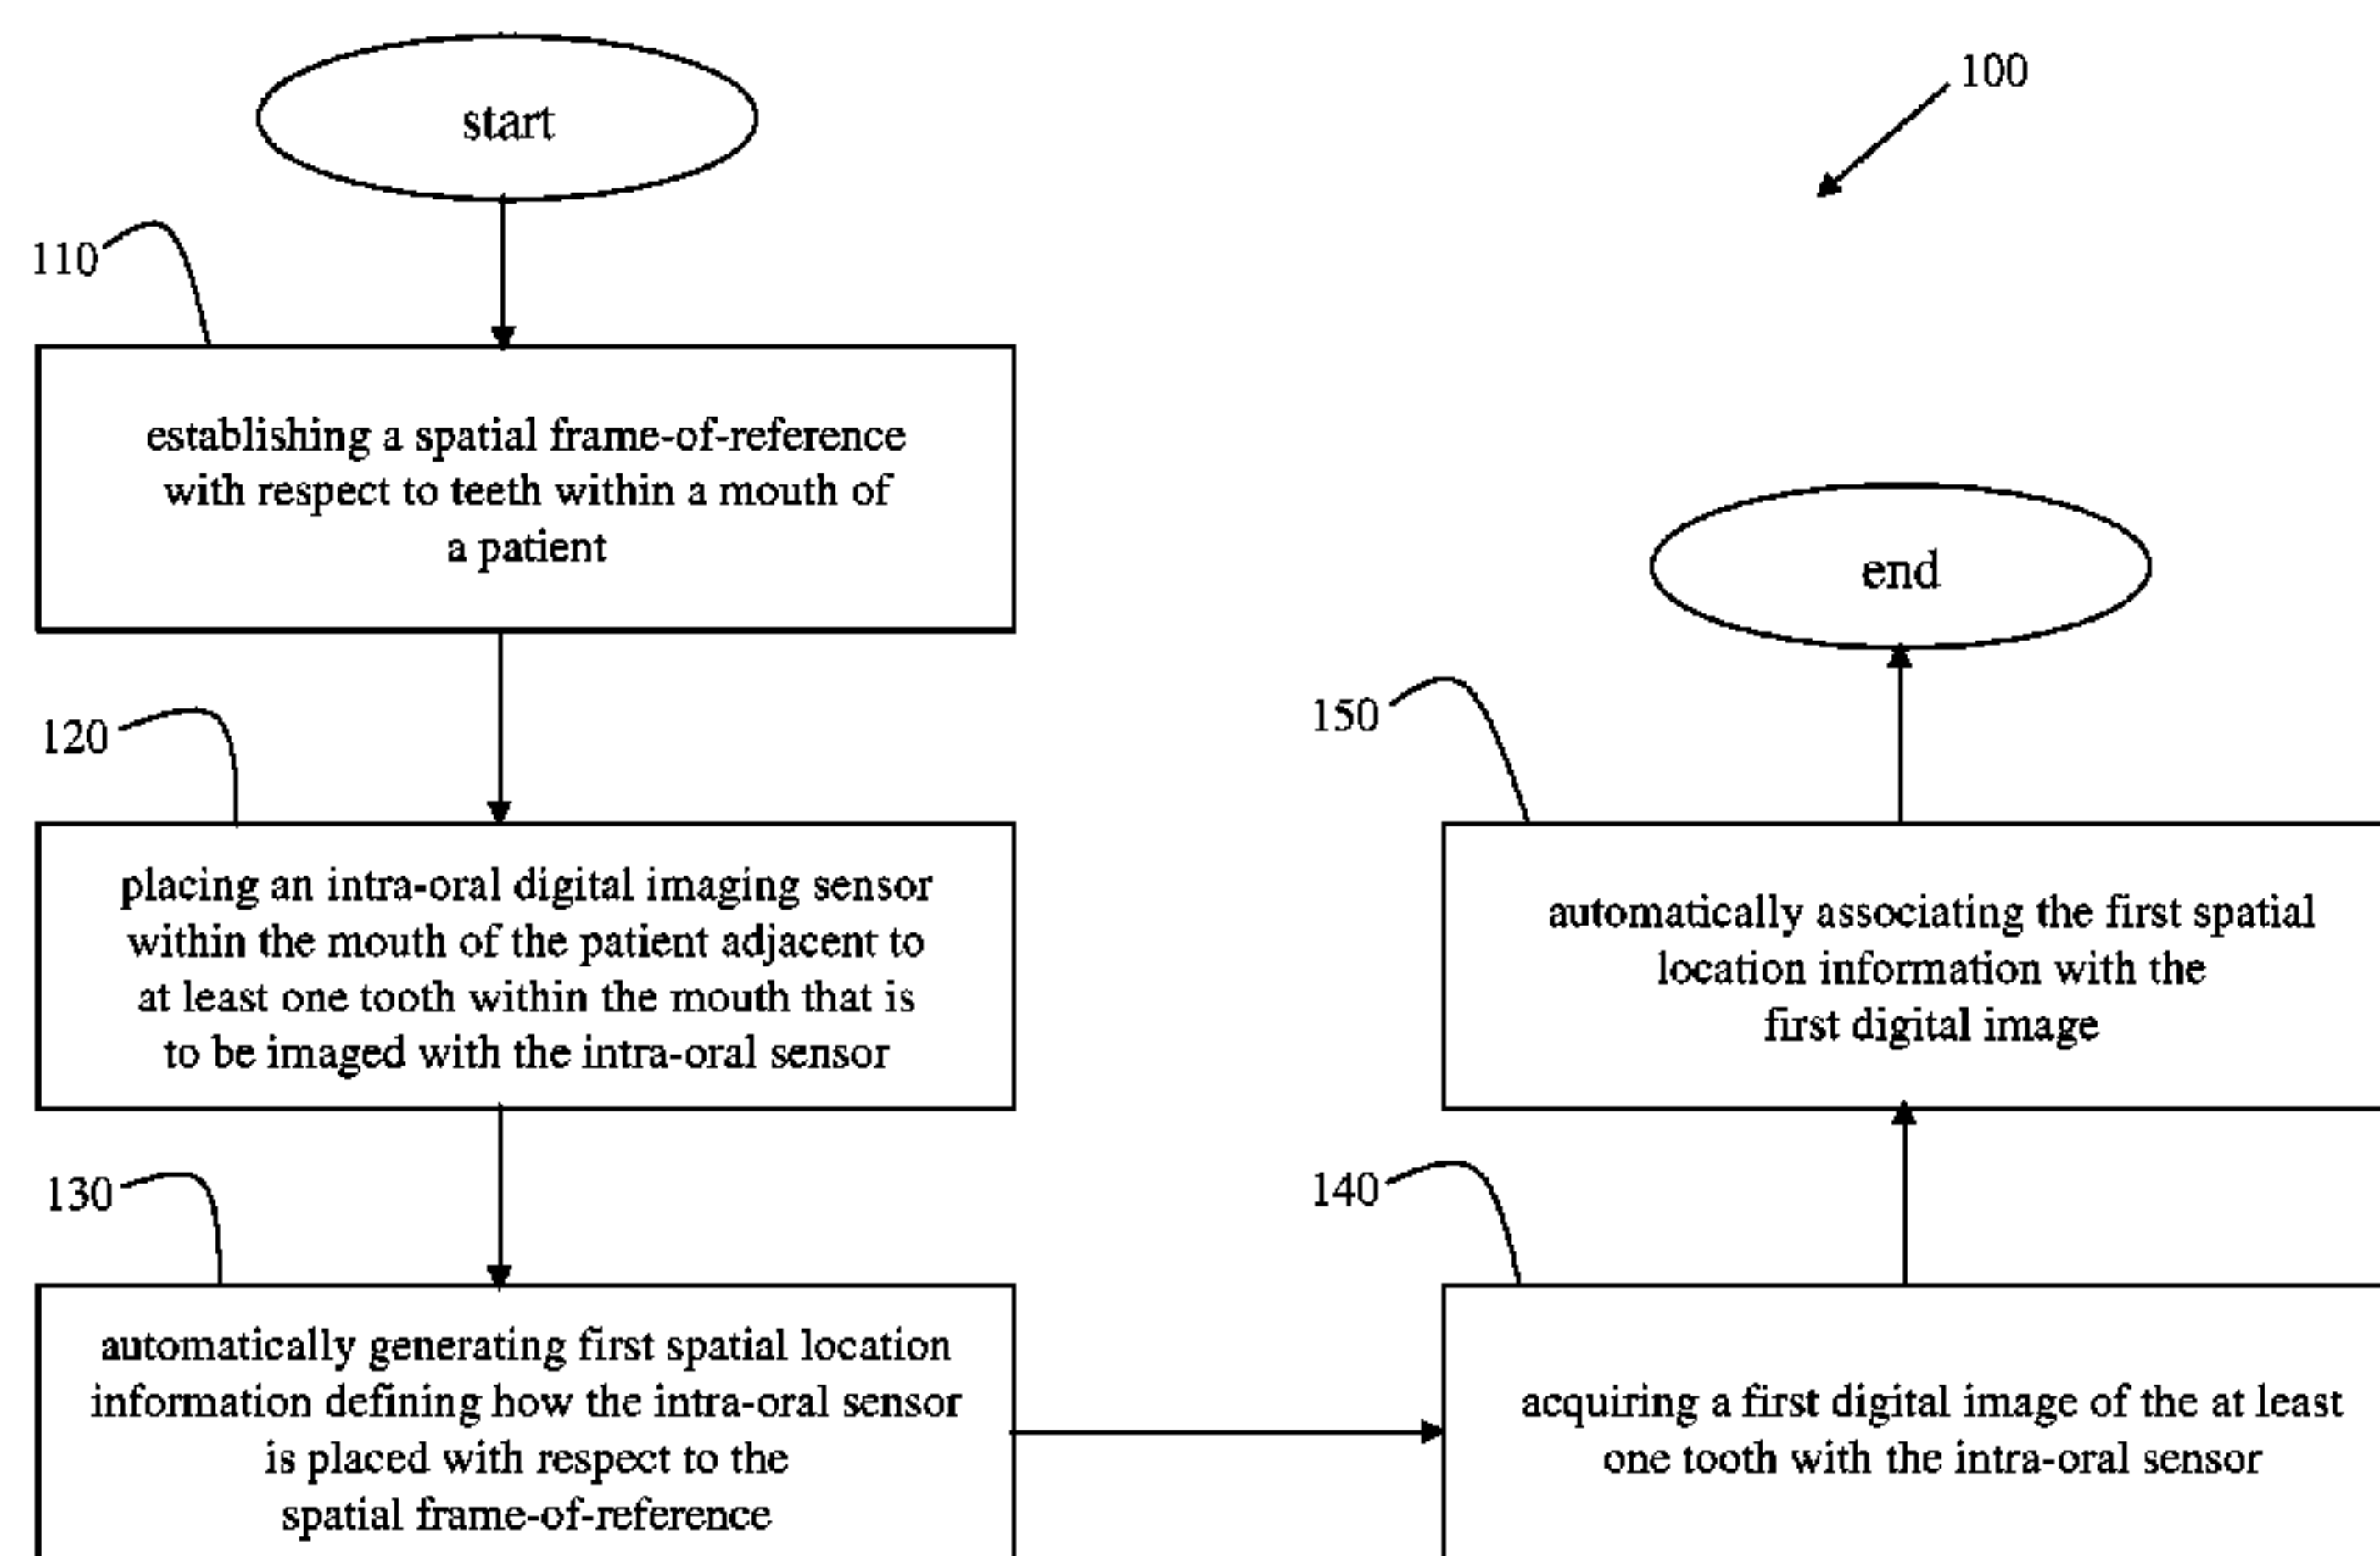 start
100
110
establishing a spatial frame-of-reference
with respect to teeth within a mouth of
a patient
120
placing an intra-oral digital imaging sensor
within the mouth of the patient adjacent to
at least one tooth within the mouth that is
to be imaged with the intra-oral sensor
130
automatically generating first spatial location
information defining how the intra-oral sensor
is placed with respect to the
spatial frame-of-reference
140
acquiring a first digital image of the at least
one tooth with the intra-oral sensor
150
automatically associating the first spatial
location information with the
first digital image
end